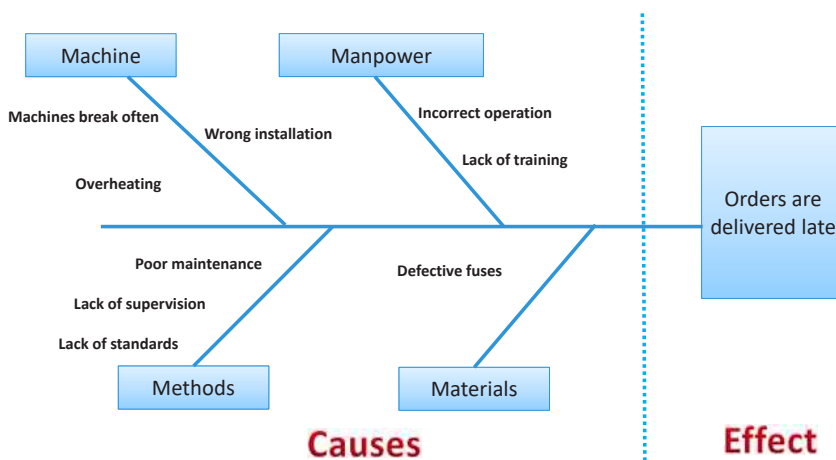 Machine
Manpower
Machines break often
Incorrect operation
Wrong installation
Lack of training
Overheating
Orders are
delivered late
Poor maintenance
Defective fuses
Lack of supervision
Lack of standards
Methods
Materials
Causes
Effect